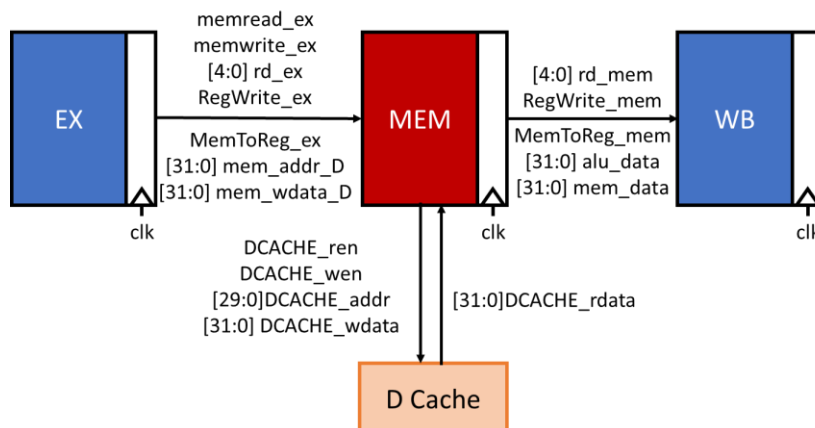 memread_ex
memwrite_ex
[4:0] rd_ex
RegWrite_ex
MemToReg_ex
[31:0] mem_addr_D
[31:0] mem_wdata_D
EX
clk
MEM
clk
[4:0] rd_mem
RegWrite_mem
MemToReg_mem
[31:0] alu_data
[31:0] mem_data
WB
clk
DCACHE_ren
DCACHE_wen
[29:0]DCACHE_addr
[31:0] DCACHE_wdata
[31:0]DCACHE_rdata
D Cache